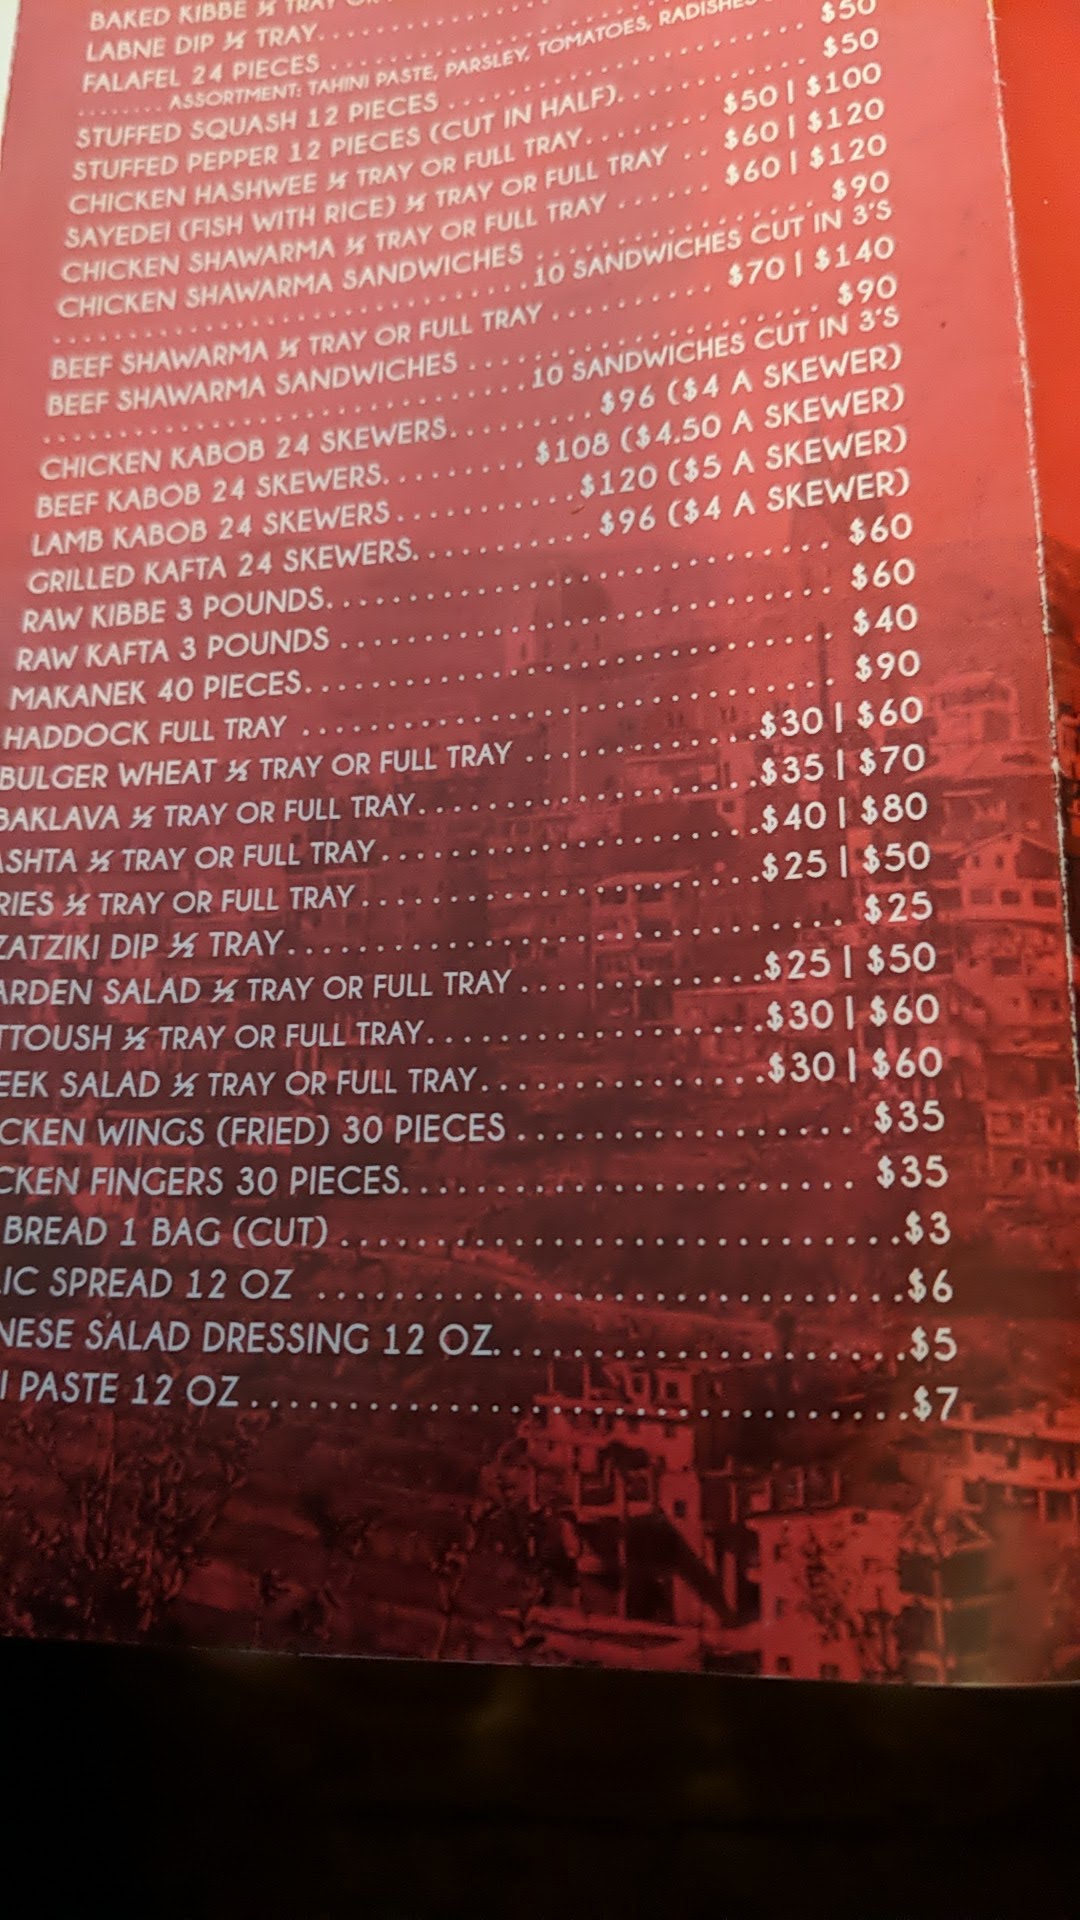 BAKED KIBBE ½ TRAY OR
LABNE DIP ½ TRAY
FALAFEL 24 PIECES
ASSORTMENT: TAHINI PASTE, PARSLEY, TOMATOES, RADISHES
STUFFED SQUASH 12 PIECES $50
STUFFED PEPPER 12 PIECES (CUT IN HALF) $50
CHICKEN HASHWEE ½ TRAY OR FULL TRAY $50 | $100
SAYEDEI (FISH WITH RICE) ½ TRAY OR FULL TRAY $60 | $120
CHICKEN SHAWARMA ½ TRAY OR FULL TRAY $60 | $120
CHICKEN SHAWARMA SANDWICHES $90
10 SANDWICHES CUT IN 3'S
BEEF SHAWARMA ½ TRAY OR FULL TRAY $70 | $140
BEEF SHAWARMA SANDWICHES $90
10 SANDWICHES CUT IN 3'S
CHICKEN KABOB 24 SKEWERS $96 ($4 A SKEWER)
BEEF KABOB 24 SKEWERS $108 ($4.50 A SKEWER)
LAMB KABOB 24 SKEWERS $120 ($5 A SKEWER)
GRILLED KAFTA 24 SKEWERS $96 ($4 A SKEWER)
RAW KIBBE 3 POUNDS $60
RAW KAFTA 3 POUNDS $60
MAKANEK 40 PIECES $40
HADDOCK FULL TRAY $90
BULGER WHEAT ½ TRAY OR FULL TRAY $30 | $60
BAKLAVA ½ TRAY OR FULL TRAY $35 | $70
ASHTA ½ TRAY OR FULL TRAY $40 | $80
RIES ½ TRAY OR FULL TRAY $25 | $50
ZATZIKI DIP ½ TRAY $25
ARDEN SALAD ½ TRAY OR FULL TRAY $25 | $50
TTOUSH ½ TRAY OR FULL TRAY $30 | $60
EEK SALAD ½ TRAY OR FULL TRAY $30 | $60
CKEN WINGS (FRIED) 30 PIECES $35
CKEN FINGERS 30 PIECES $35
BREAD 1 BAG (CUT) $3
IC SPREAD 12 OZ $6
NESE SALAD DRESSING 12 OZ $5
I PASTE 12 OZ $7